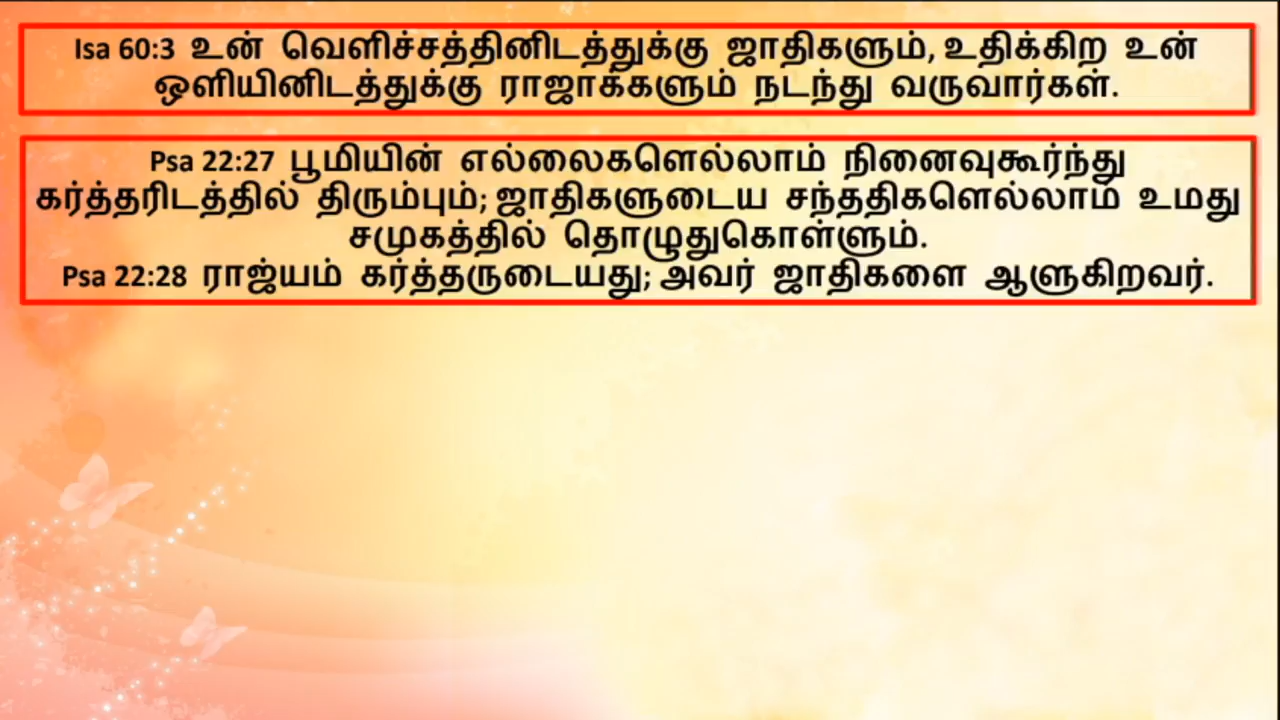 Isa 60:3 உன் வெளிச்சத்தினிடத்துக்கு ஜாதிகளும், உதிக்கிற உன்
ஒளியினிடத்துக்கு ராஜாக்களும் நடந்து வருவார்கள்.
Psa 22:27 பூமியின் எல்லைகளெல்லாம் நினைவுகூர்ந்து
கர்த்தரிடத்தில் திரும்பும்; ஜாதிகளுடைய சந்ததிகளெல்லாம் உமது
சமுகத்தில் தொழுதுகொள்ளும்.
Psa 22:28 ராஜ்யம் கர்த்தருடையது; அவர் ஜாதிகளை ஆளுகிறவர்.